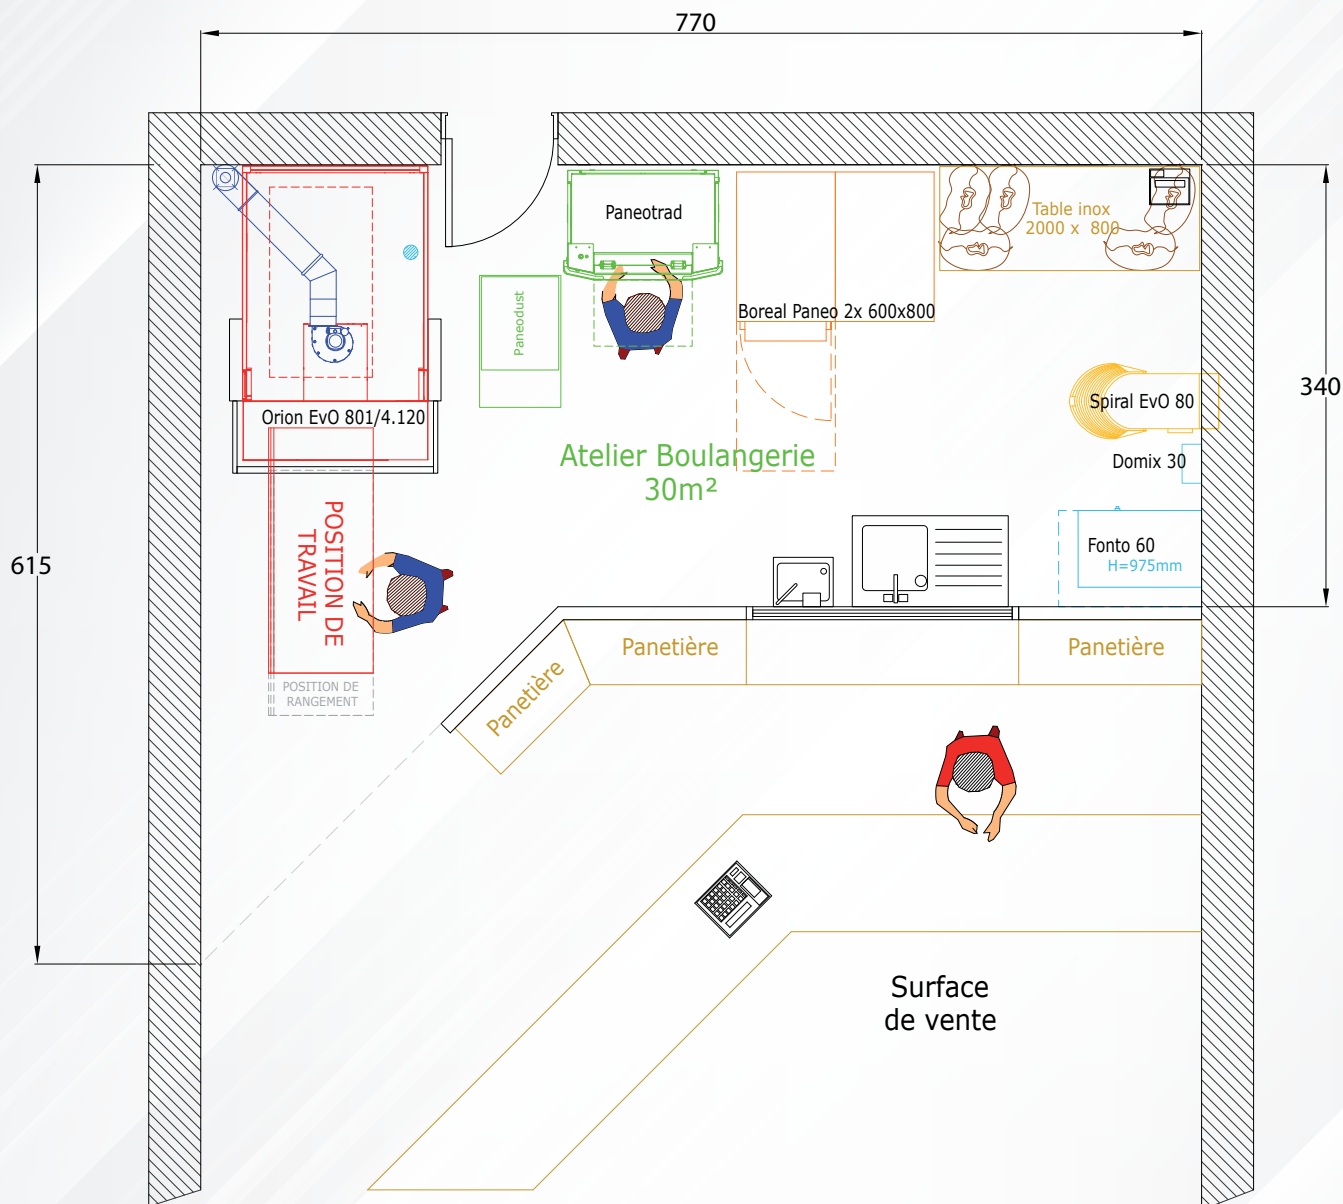 770
Paneotrad
Table inox
2000 x 800
Paneodust
Boreal Paneo 2x 600x800
340
Spiral EvO 80
Orion EvO 801/4.120
Atelier Boulangerie
30m²
Domix 30
POSITION DE
TRAVAIL
Fonto 60
H=975mm
615
Panetière
Panetière
Panetière
POSITION DE
RANGEMENT
Surface
de vente